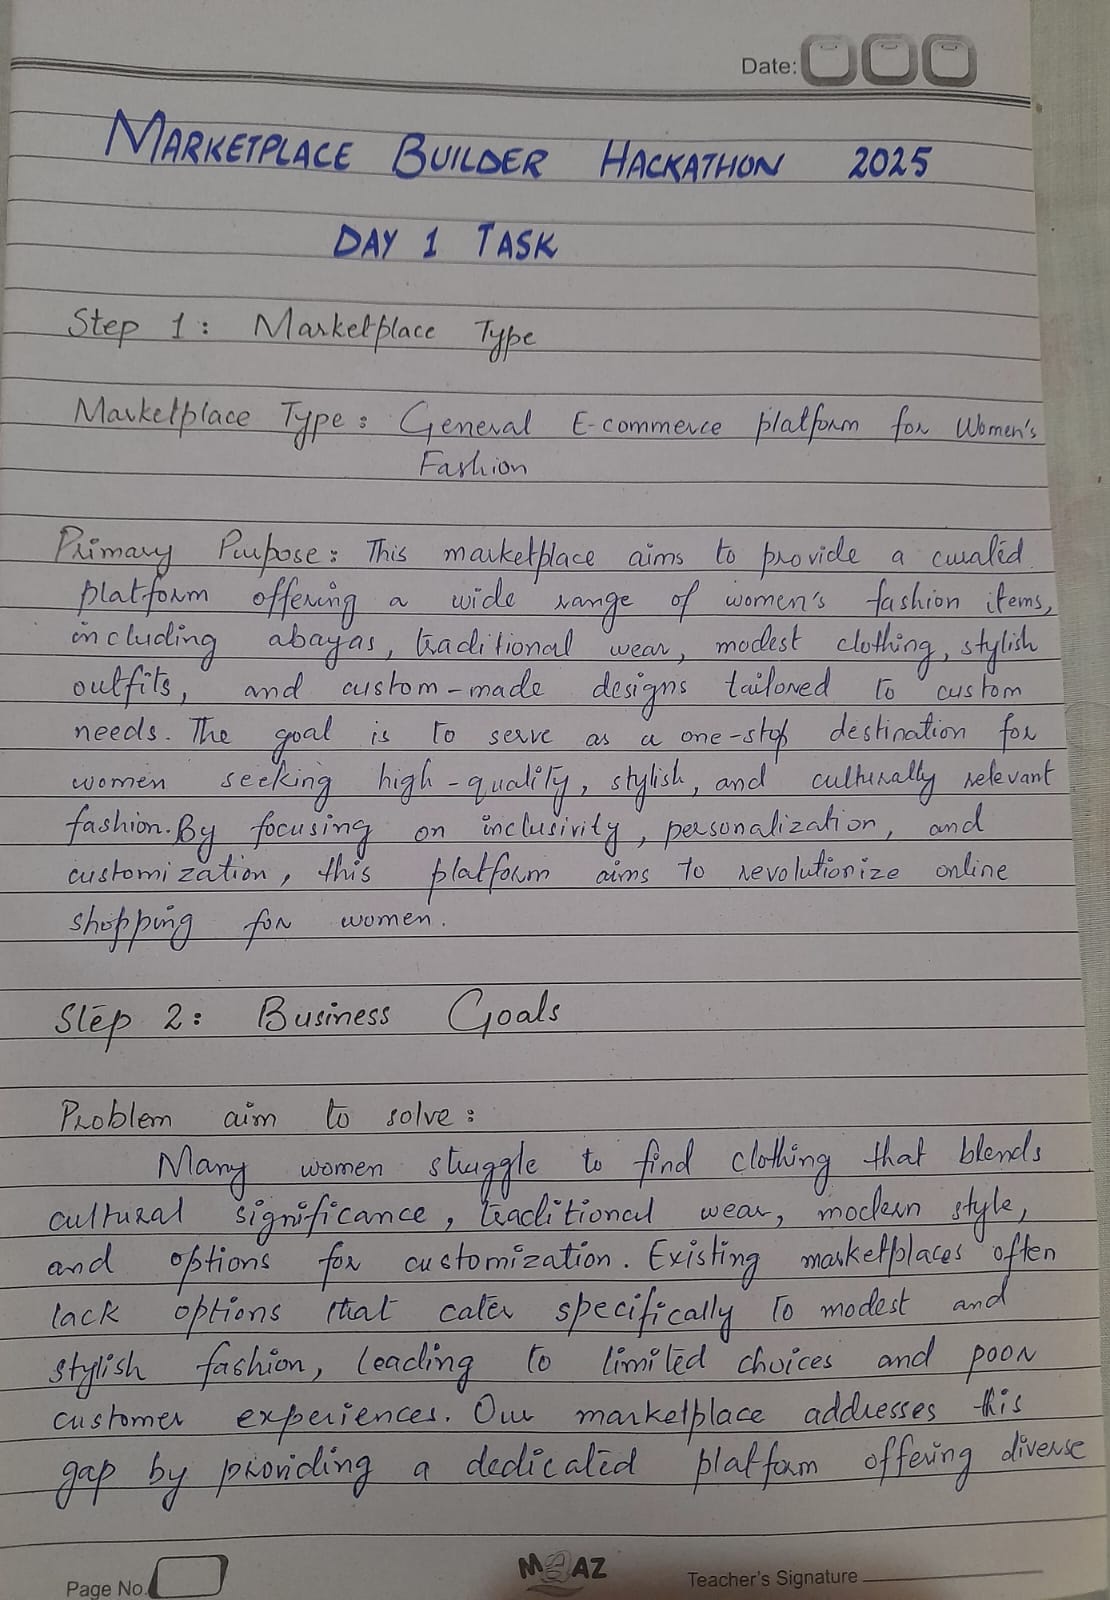 Date:
MARKETPLACE BUILDER HACKATHON 2025
DAY 1 TASK
Step 1: Marketplace Type
Marketplace Type: General E-commerce platform for Women's
Fashion
Primary Purpose: This marketplace aims to provide a curated
platform offering a wide range of women's fashion items,
including abayas, traditional wear, modest clothing, stylish
outfits, and custom-made designs tailored to custom
needs. The goal is to serve as a one-stop destination for
women seeking high-quality, stylish, and culturally relevant
fashion. By focusing on inclusivity, personalization, and
customization, this platform aims to revolutionize online
shopping for women.
Step 2: Business Goals
Problem aim to solve:
Many women struggle to find clothing that blends
cultural significance, traditional wear, modern style,
and options for customization. Existing marketplaces often
lack options that cater specifically to modest and
stylish fashion, leading to limited choices and poor
customer experiences. Our marketplace addresses this
gap by providing a dedicated platform offering diverse
Page No.
MAAZ
Teacher's Signature